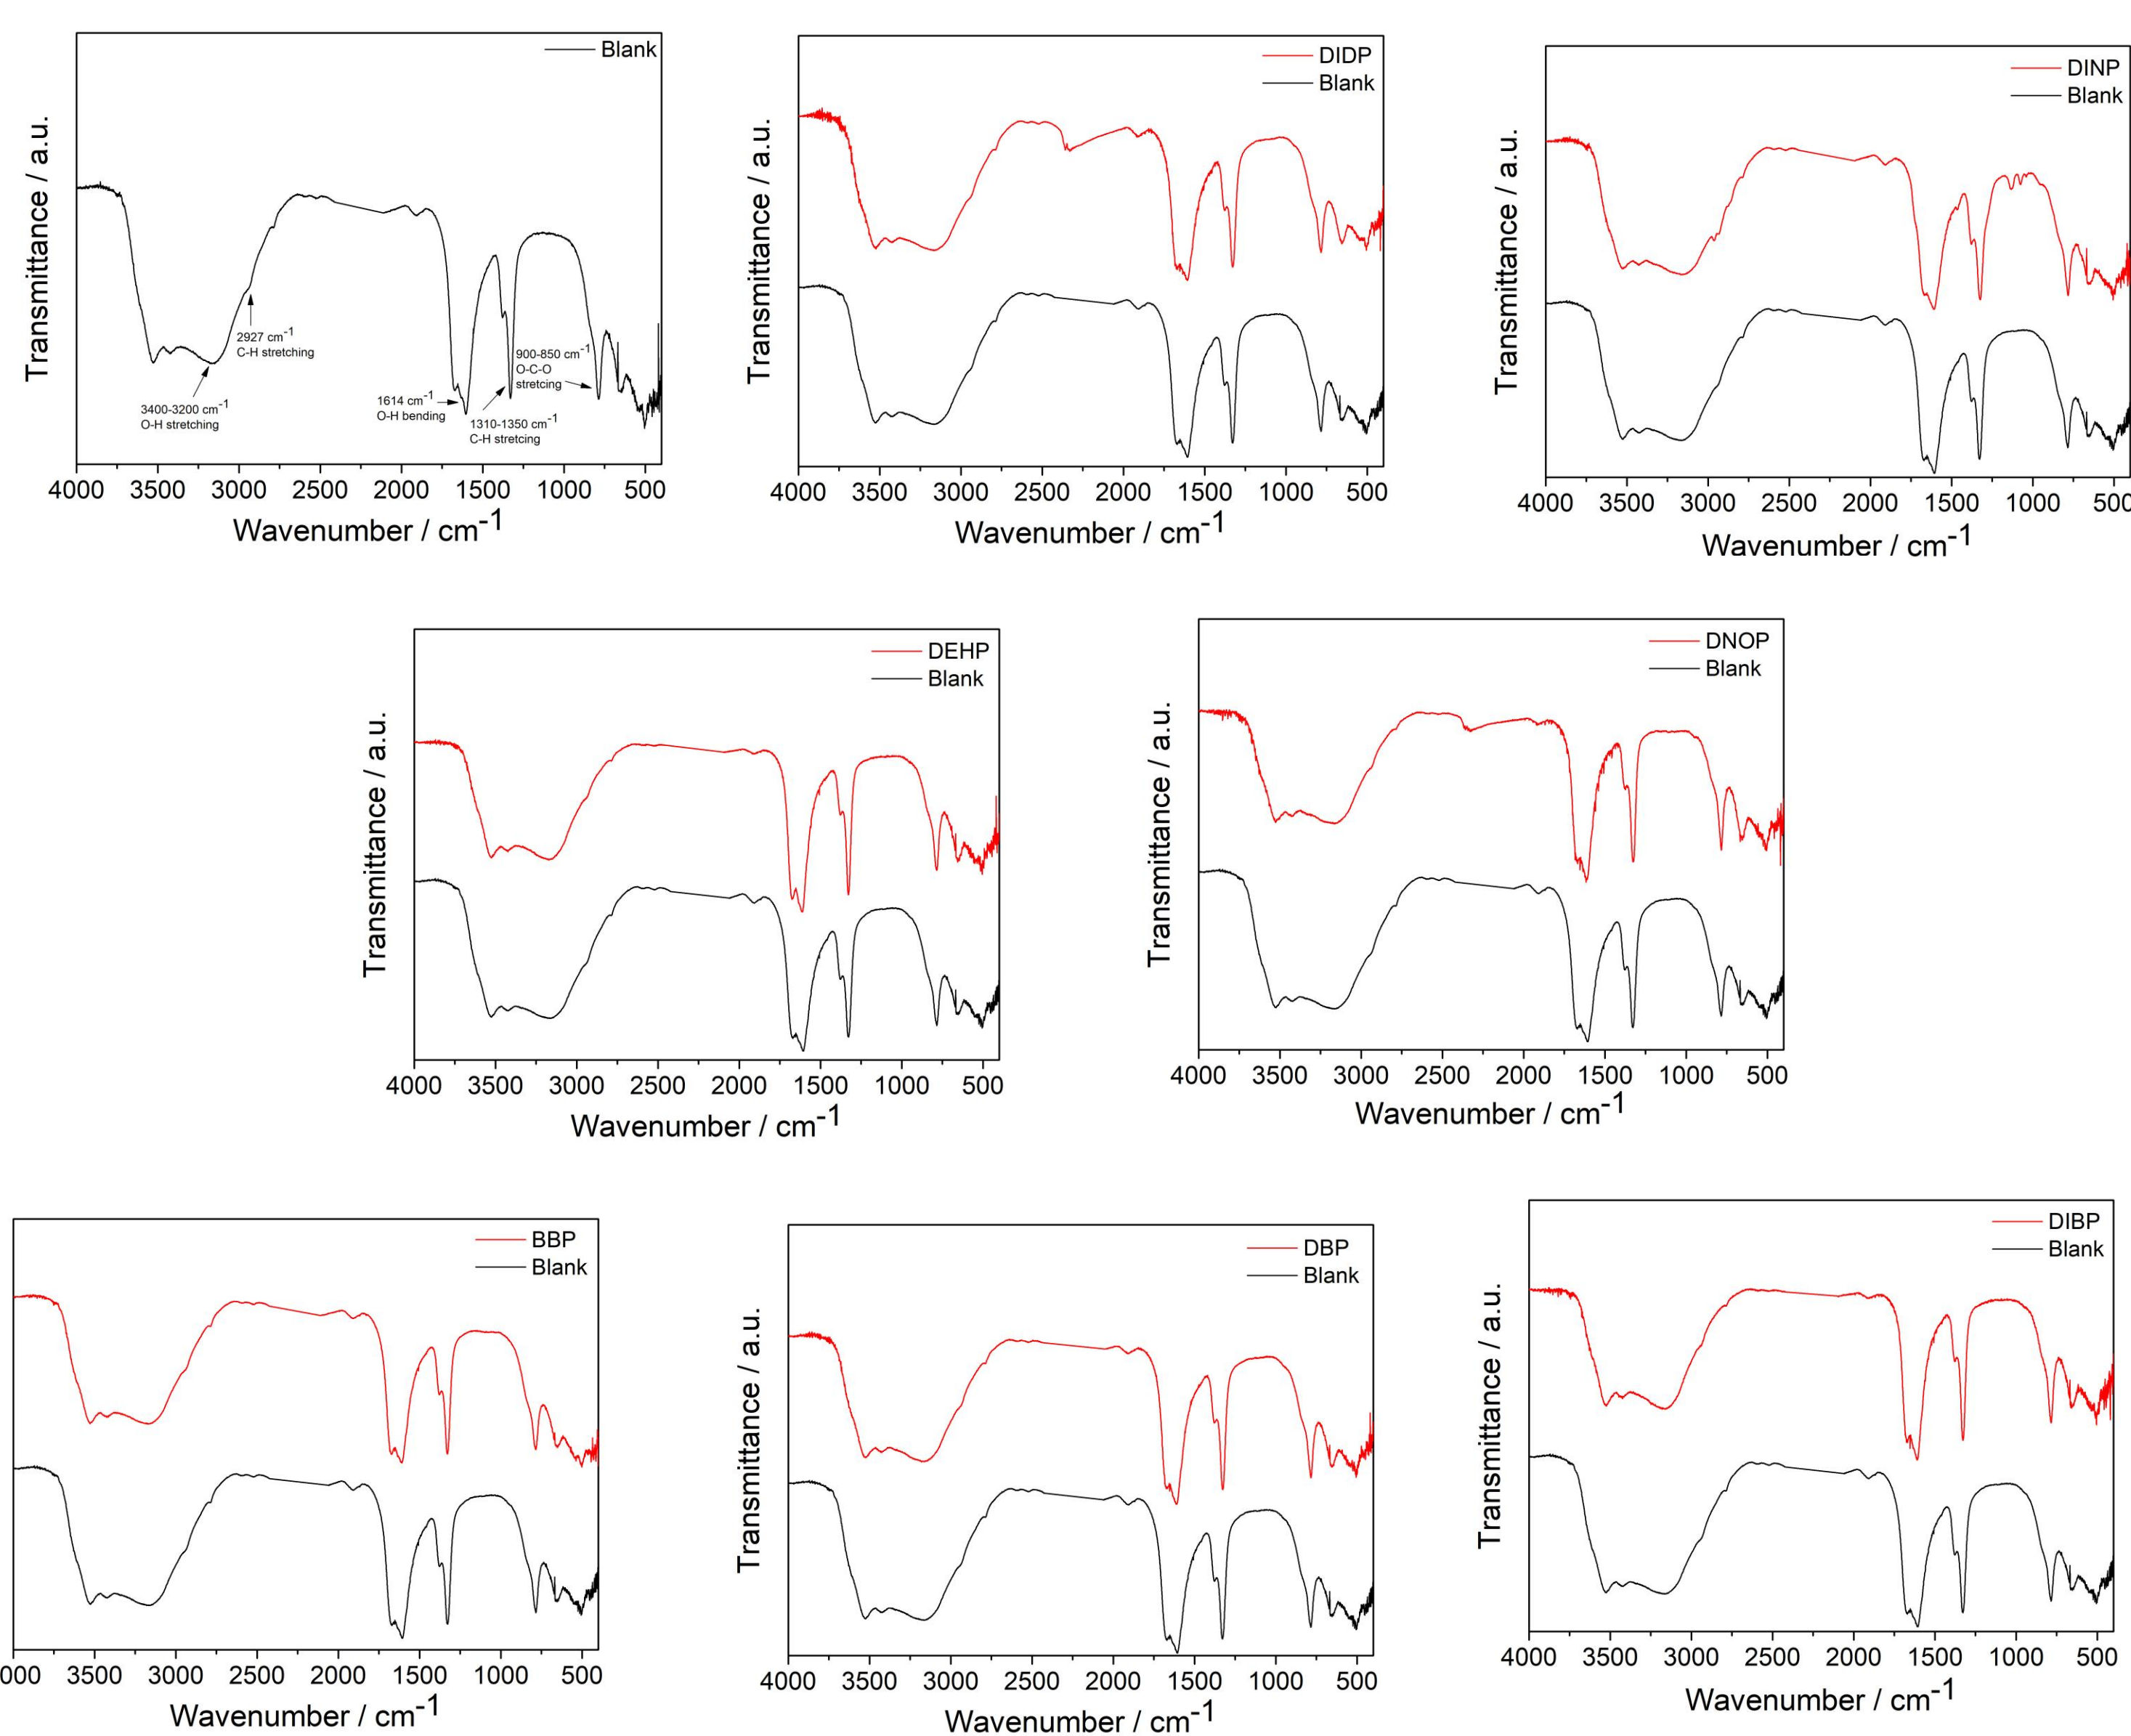 Blank
Transmittance / a.u.
2927 cm-1
C-H stretching
3400-3200 cm-1
O-H stretching
1614 cm-1
O-H bending
900-850 cm-1
O-C-O
stretcing
1310-1350 cm-1
C-H stretcing
4000 3500 3000 2500 2000 1500 1000 500
Wavenumber / cm-1
DIDP
Blank
Transmittance / a.u.
4000 3500 3000 2500 2000 1500 1000 500
Wavenumber / cm-1
DINP
Blank
Transmittance / a.u.
4000 3500 3000 2500 2000 1500 1000 500
Wavenumber / cm-1
DEHP
Blank
Transmittance / a.u.
4000 3500 3000 2500 2000 1500 1000 500
Wavenumber / cm-1
DNOP
Blank
Transmittance / a.u.
4000 3500 3000 2500 2000 1500 1000 500
Wavenumber / cm-1
BBP
Blank
000 3500 3000 2500 2000 1500 1000 500
Wavenumber / cm-1
DBP
Blank
Transmittance / a.u.
4000 3500 3000 2500 2000 1500 1000 500
Wavenumber / cm-1
DIBP
Blank
Transmittance / a.u.
4000 3500 3000 2500 2000 1500 1000 500
Wavenumber / cm-1